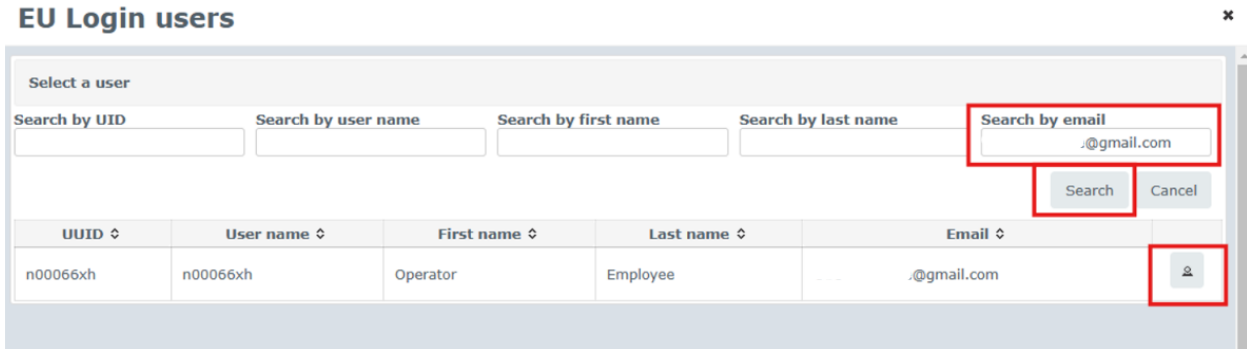 EU Login users
Select a user
Search by UID Search by user name Search by first name Search by last name Search by email
@gmail.com
Search Cancel
UUID User name First name Last name Email
n00066xh n00066xh Operator Employee @gmail.com